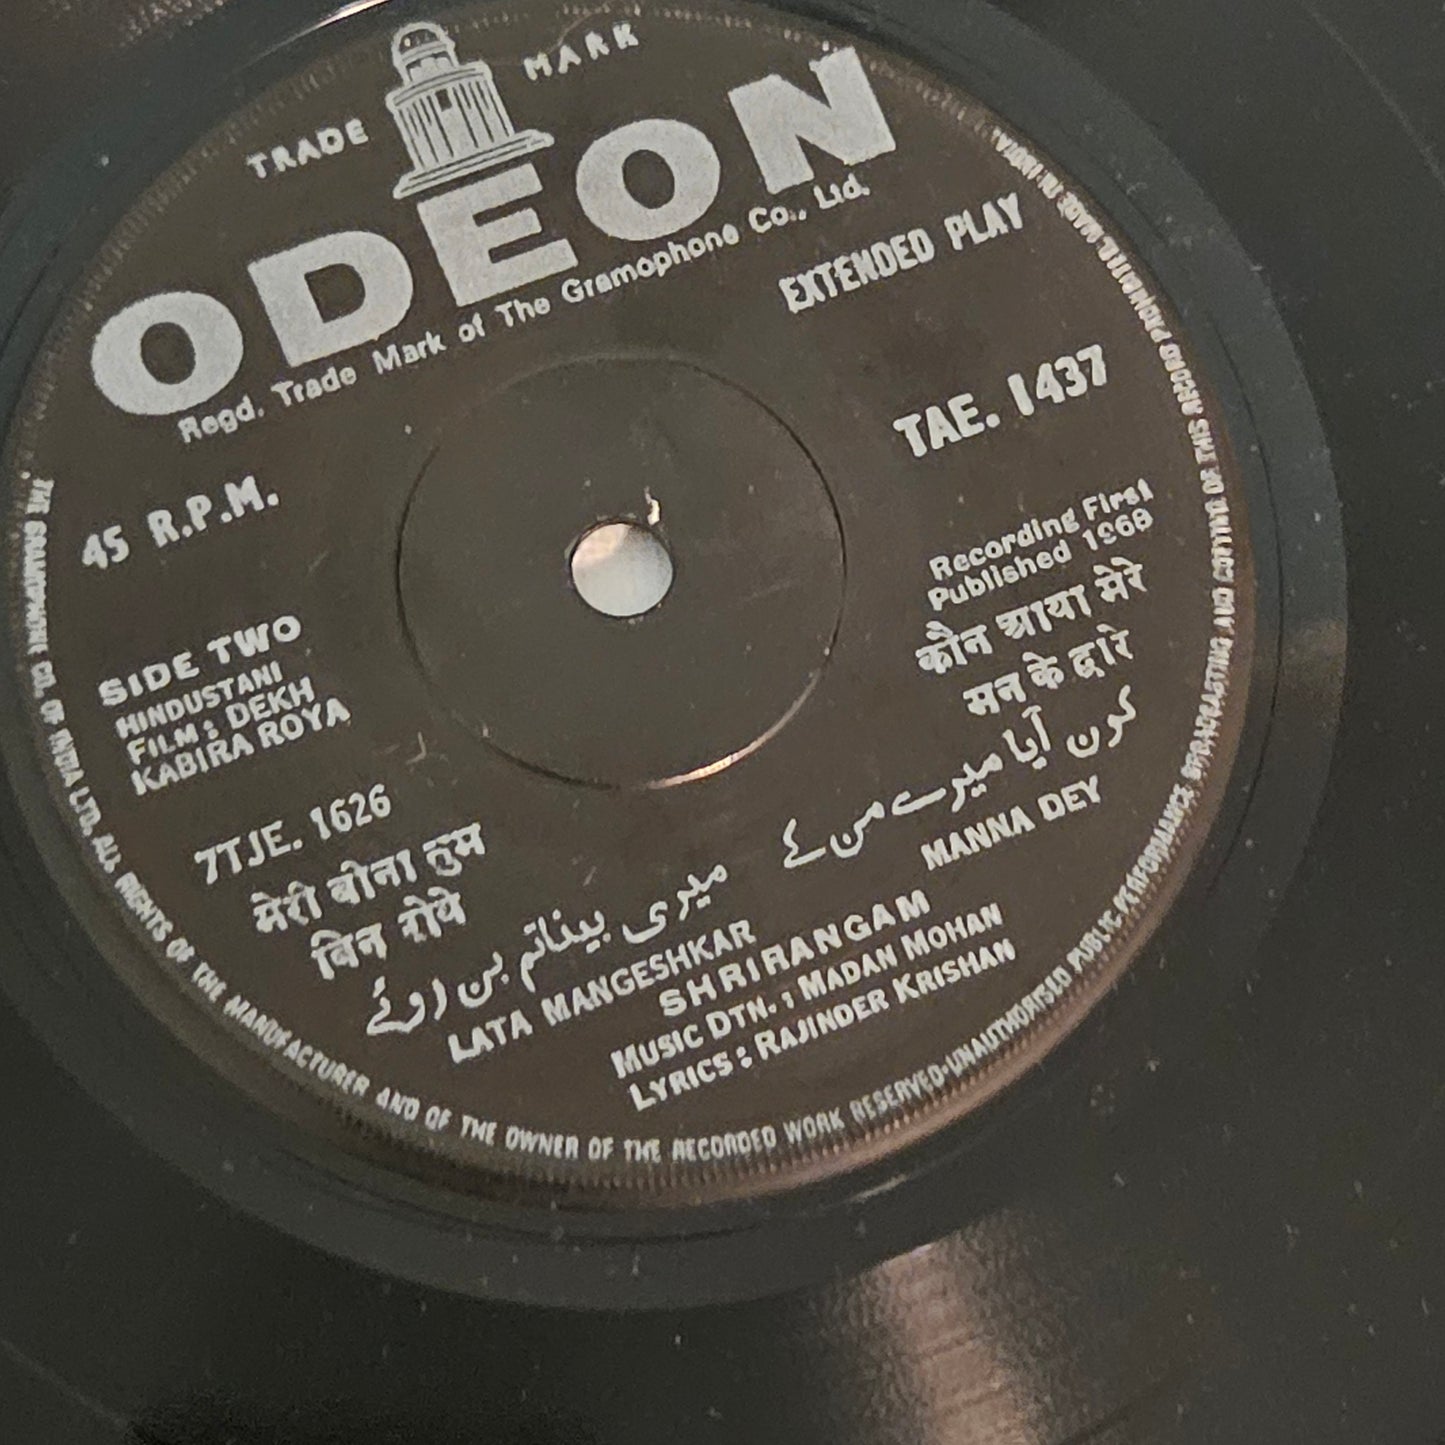 TRADE MARK
ODEON
Regd. Trade Mark of The Gramophone Co., Ltd.
EXTENDED PLAY
45 R.P.M.
TAE. 1437
Recording First
Published 1968
SIDE TWO
HINDUSTANI
FILM: DEKH
KABIRA ROYA
7TJE. 1626
मेरी बीना तुम
बिन रोये
میری بینا تم بن روئے
LATA MANGESHKAR
कौन आया मेरे
मन के द्वारे
کون آیا میرے من کے
MANNA DEY
SHRIRANGAM
MUSIC DTN.: MADAN MOHAN
LYRICS: RAJINDER KRISHAN
THE GRAMOPHONE CO. OF INDIA LTD. ALL RIGHTS OF THE MANUFACTURER AND OF THE OWNER OF THE RECORDED WORK RESERVED-UNAUTHORISED PUBLIC PERFORMANCE BROADCASTING AND COPYING OF THIS RECORD PROHIBITED. MADE IN INDIA.